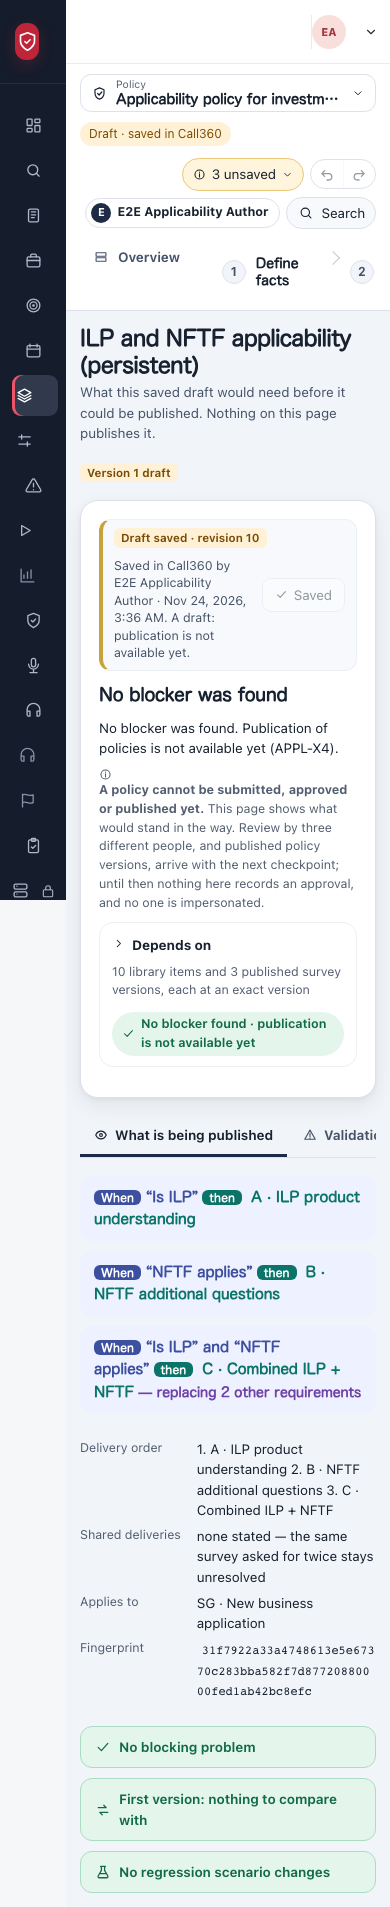 EA
Policy
Applicability policy for investm···
Draft · saved in Call360
3 unsaved
E E2E Applicability Author
Search
Overview
1 Define facts 2
ILP and NFTF applicability
(persistent)
What this saved draft would need before it
could be published. Nothing on this page
publishes it.
Version 1 draft
Draft saved · revision 10
Saved in Call360 by
E2E Applicability
Author · Nov 24, 2026,
3:36 AM. A draft:
publication is not
available yet.
Saved
No blocker was found
No blocker was found. Publication of
policies is not available yet (APPL-X4).
A policy cannot be submitted, approved
or published yet. This page shows what
would stand in the way. Review by three
different people, and published policy
versions, arrive with the next checkpoint;
until then nothing here records an approval,
and no one is impersonated.
Depends on
10 library items and 3 published survey
versions, each at an exact version
No blocker found · publication
is not available yet
What is being published
Validatic
When “Is ILP” then A · ILP product
understanding
When “NFTF applies” then B ·
NFTF additional questions
When “Is ILP” and “NFTF
applies” then C · Combined ILP +
NFTF — replacing 2 other requirements
Delivery order
1. A · ILP product
understanding 2. B · NFTF
additional questions 3. C ·
Combined ILP + NFTF
Shared deliveries
none stated — the same
survey asked for twice stays
unresolved
Applies to
SG · New business
application
Fingerprint
31f7922a33a4748613e5e673
70c283bba582f7d877208800
00fed1ab42bc8efc
No blocking problem
First version: nothing to compare
with
No regression scenario changes